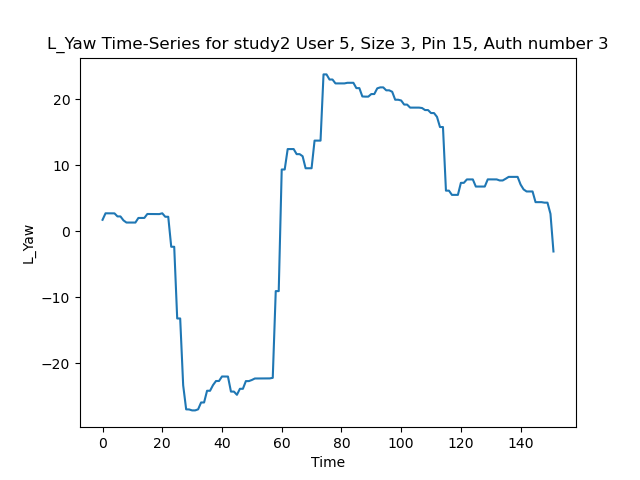 L_Yaw Time-Series for study2 User 5, Size 3, Pin 15, Auth number 3
L_Yaw
20
10
0
−10
−20
0 20 40 60 80 100 120 140
Time